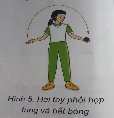 Hình 5. Hai tay phối hợp
tung và bắt bóng